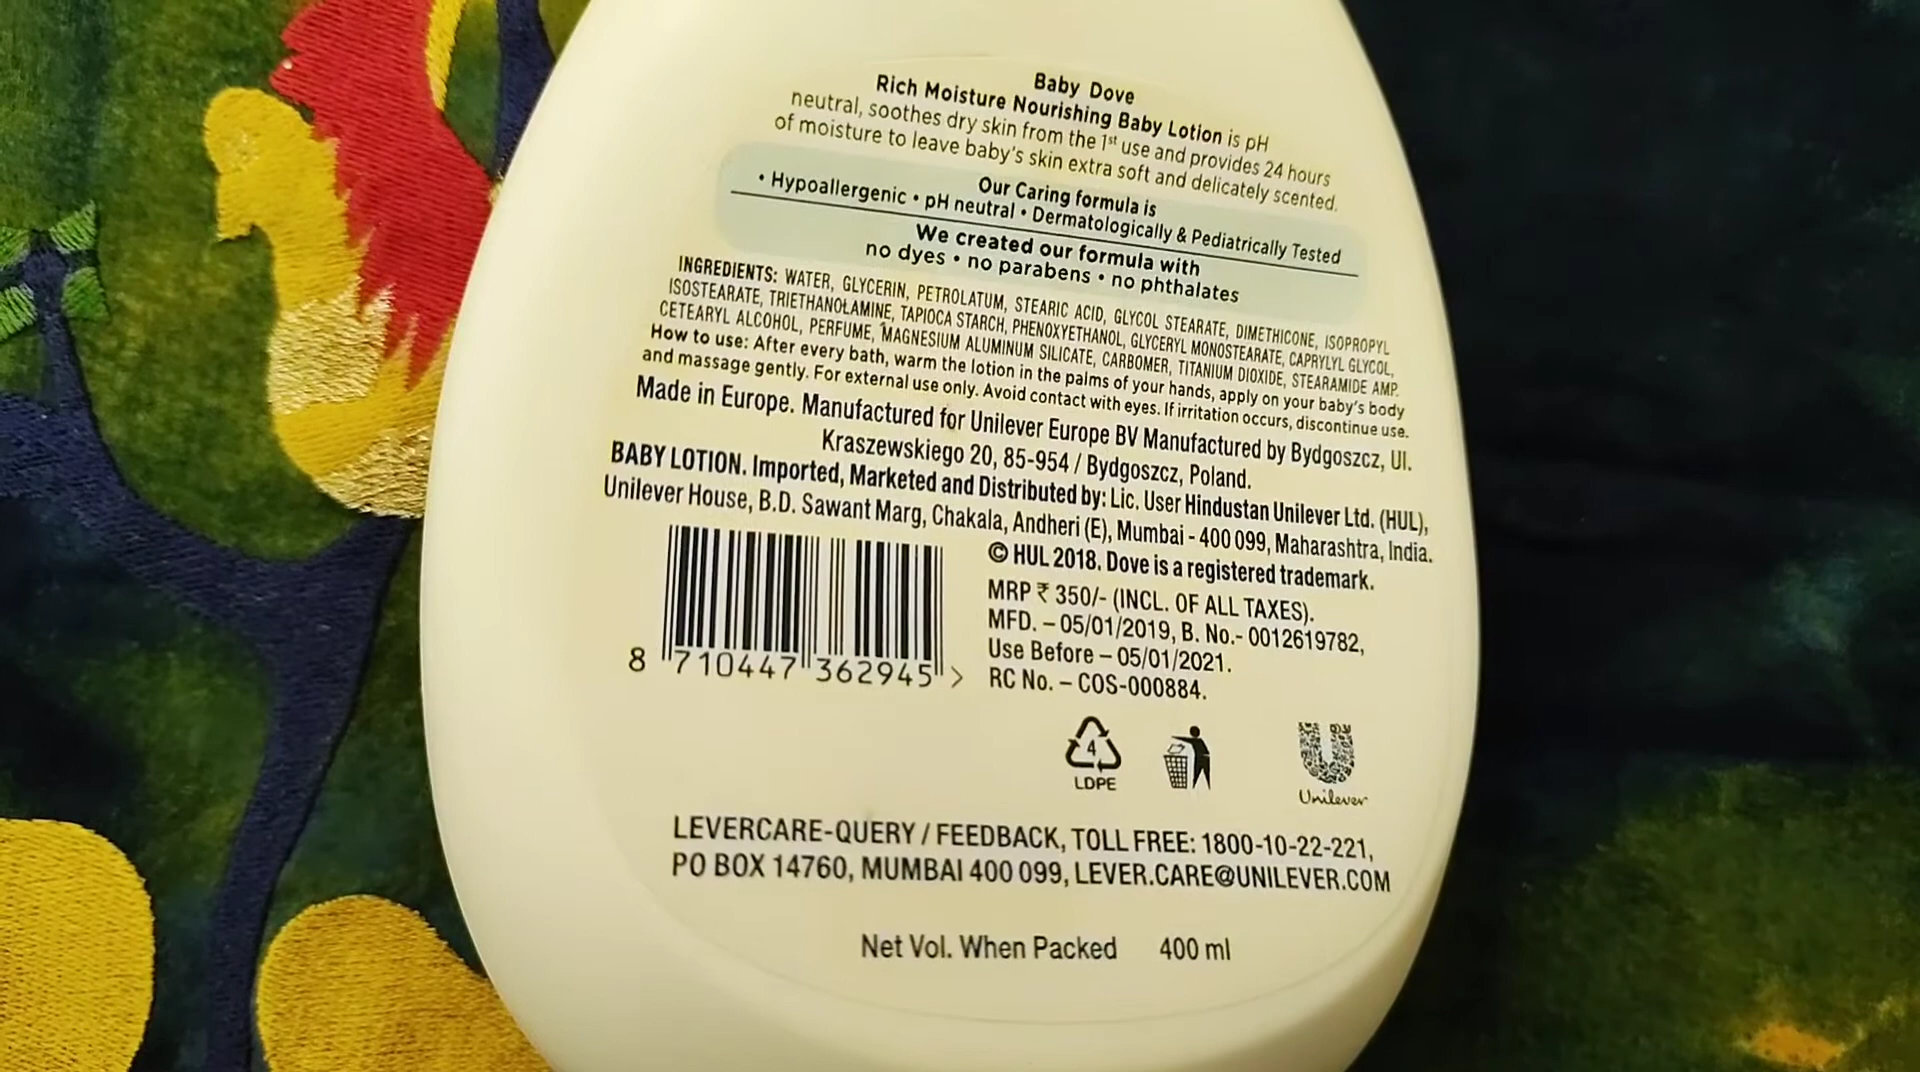 Baby Dove
Rich Moisture Nourishing Baby Lotion is pH
neutral, soothes dry skin from the 1st use and provides 24 hours
of moisture to leave baby's skin extra soft and delicately scented.
Our Caring formula is
• Hypoallergenic • pH neutral • Dermatologically & Pediatrically Tested
We created our formula with
no dyes • no parabens • no phthalates
INGREDIENTS: WATER, GLYCERIN, PETROLATUM, STEARIC ACID, GLYCOL STEARATE, DIMETHICONE, ISOPROPYL
ISOSTEARATE, TRIETHANOLAMINE, TAPIOCA STARCH, PHENOXYETHANOL, GLYCERYL MONOSTEARATE, CAPRYLYL GLYCOL,
CETEARYL ALCOHOL, PERFUME, MAGNESIUM ALUMINUM SILICATE, CARBOMER, TITANIUM DIOXIDE, STEARAMIDE AMP.
How to use: After every bath, warm the lotion in the palms of your hands, apply on your baby's body
and massage gently. For external use only. Avoid contact with eyes. If irritation occurs, discontinue use.
Made in Europe. Manufactured for Unilever Europe BV Manufactured by Bydgoszcz, Ul.
Kraszewskiego 20, 85-954 / Bydgoszcz, Poland.
BABY LOTION. Imported, Marketed and Distributed by: Lic. User Hindustan Unilever Ltd. (HUL),
Unilever House, B.D. Sawant Marg, Chakala, Andheri (E), Mumbai - 400 099, Maharashtra, India.
© HUL 2018. Dove is a registered trademark.
MRP ₹ 350/- (INCL. OF ALL TAXES).
MFD. – 05/01/2019, B. No.- 0012619782,
Use Before – 05/01/2021.
RC No. – COS-000884.
8 710447 362945 >
4
LDPE
Unilever
LEVERCARE-QUERY / FEEDBACK, TOLL FREE: 1800-10-22-221,
PO BOX 14760, MUMBAI 400 099, LEVER.CARE@UNILEVER.COM
Net Vol. When Packed 400 ml